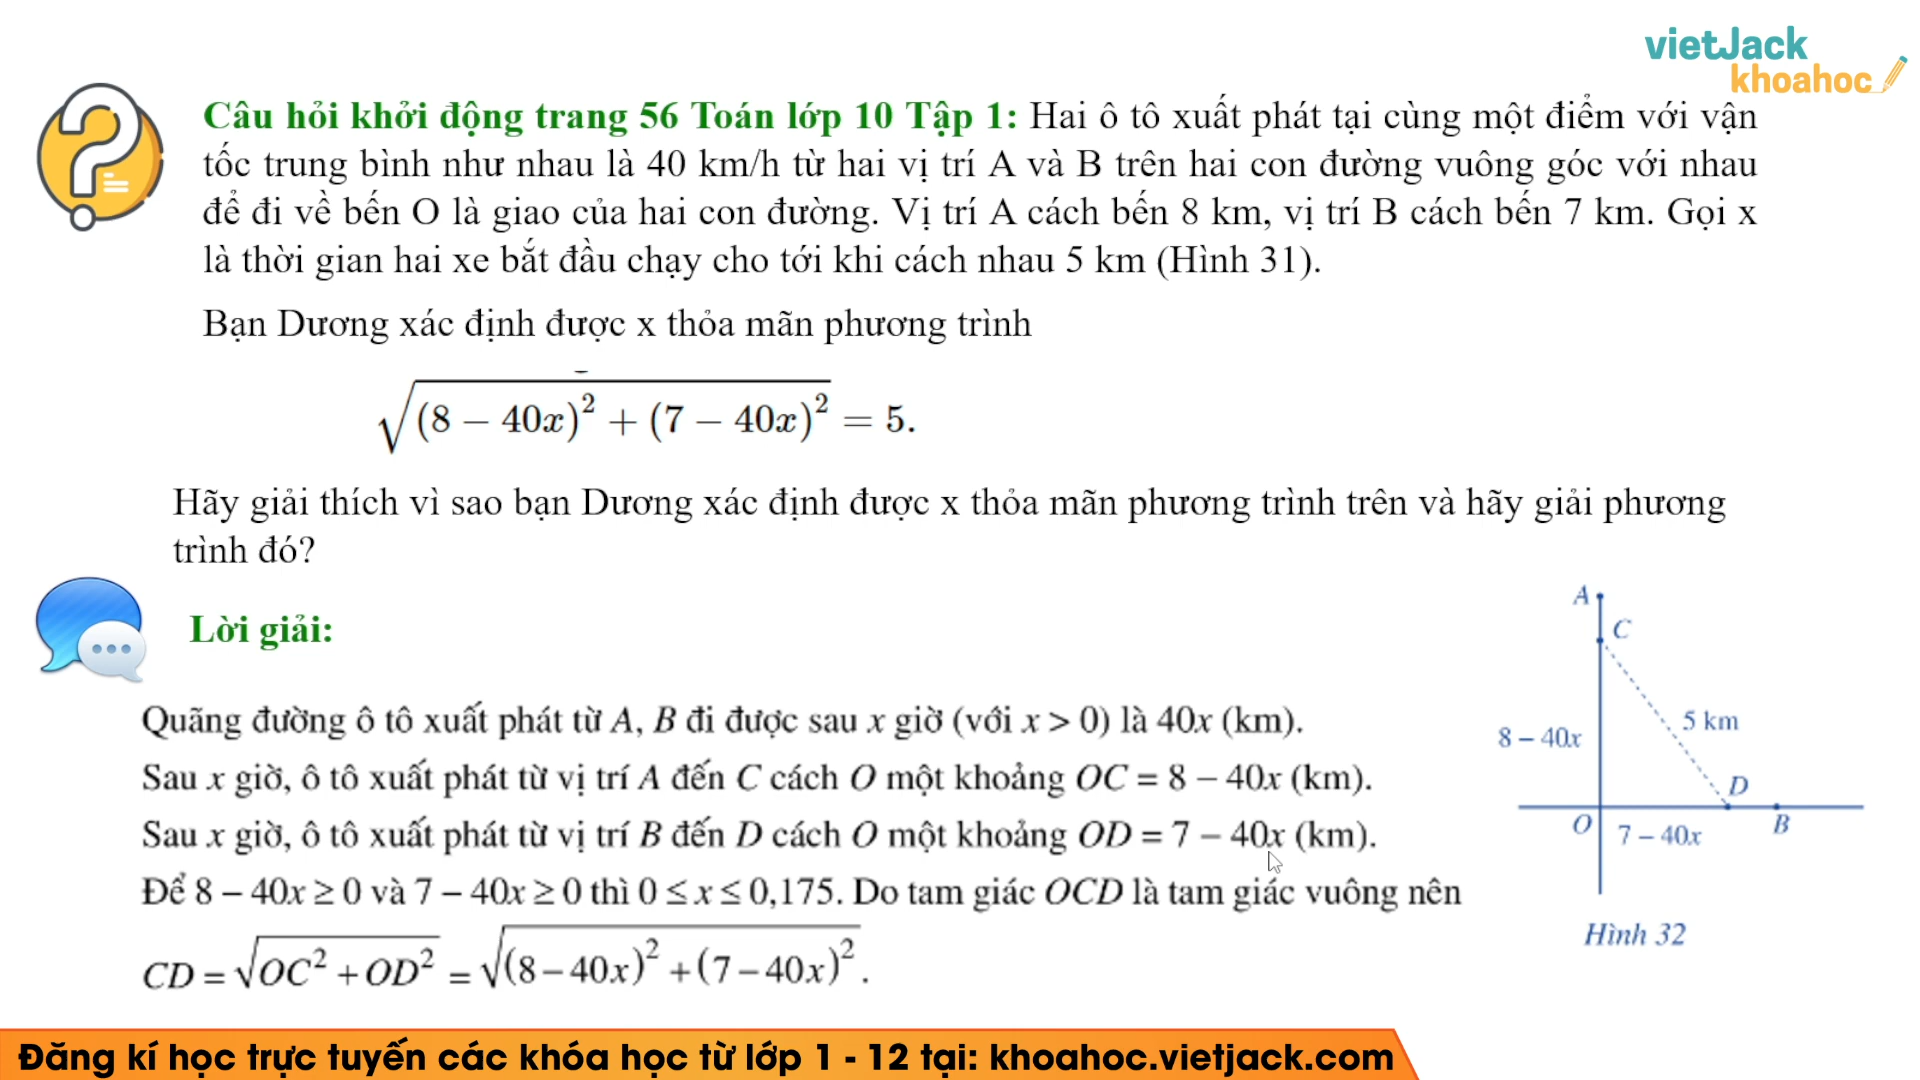 vietJack
khoahoc
Câu hỏi khởi động trang 56 Toán lớp 10 Tập 1: Hai ô tô xuất phát tại cùng một điểm với vận
tốc trung bình như nhau là 40 km/h từ hai vị trí A và B trên hai con đường vuông góc với nhau
để đi về bến O là giao của hai con đường. Vị trí A cách bến 8 km, vị trí B cách bến 7 km. Gọi x
là thời gian hai xe bắt đầu chạy cho tới khi cách nhau 5 km (Hình 31).
Bạn Dương xác định được x thỏa mãn phương trình
√((8 − 40x)² + (7 − 40x)²) = 5.
Hãy giải thích vì sao bạn Dương xác định được x thỏa mãn phương trình trên và hãy giải phương
trình đó?
Lời giải:
Quãng đường ô tô xuất phát từ A, B đi được sau x giờ (với x > 0) là 40x (km).
Sau x giờ, ô tô xuất phát từ vị trí A đến C cách O một khoảng OC = 8 – 40x (km).
Sau x giờ, ô tô xuất phát từ vị trí B đến D cách O một khoảng OD = 7 – 40x (km).
Để 8 – 40x ≥ 0 và 7 – 40x ≥ 0 thì 0 ≤ x ≤ 0,175. Do tam giác OCD là tam giác vuông nên
CD = √(OC² + OD²) = √((8 – 40x)² + (7 – 40x)²).
A
C
5 km
8 – 40x
D
O
7 – 40x
B
Hình 32
Đăng kí học trực tuyến các khóa học từ lớp 1 - 12 tại: khoahoc.vietjack.com